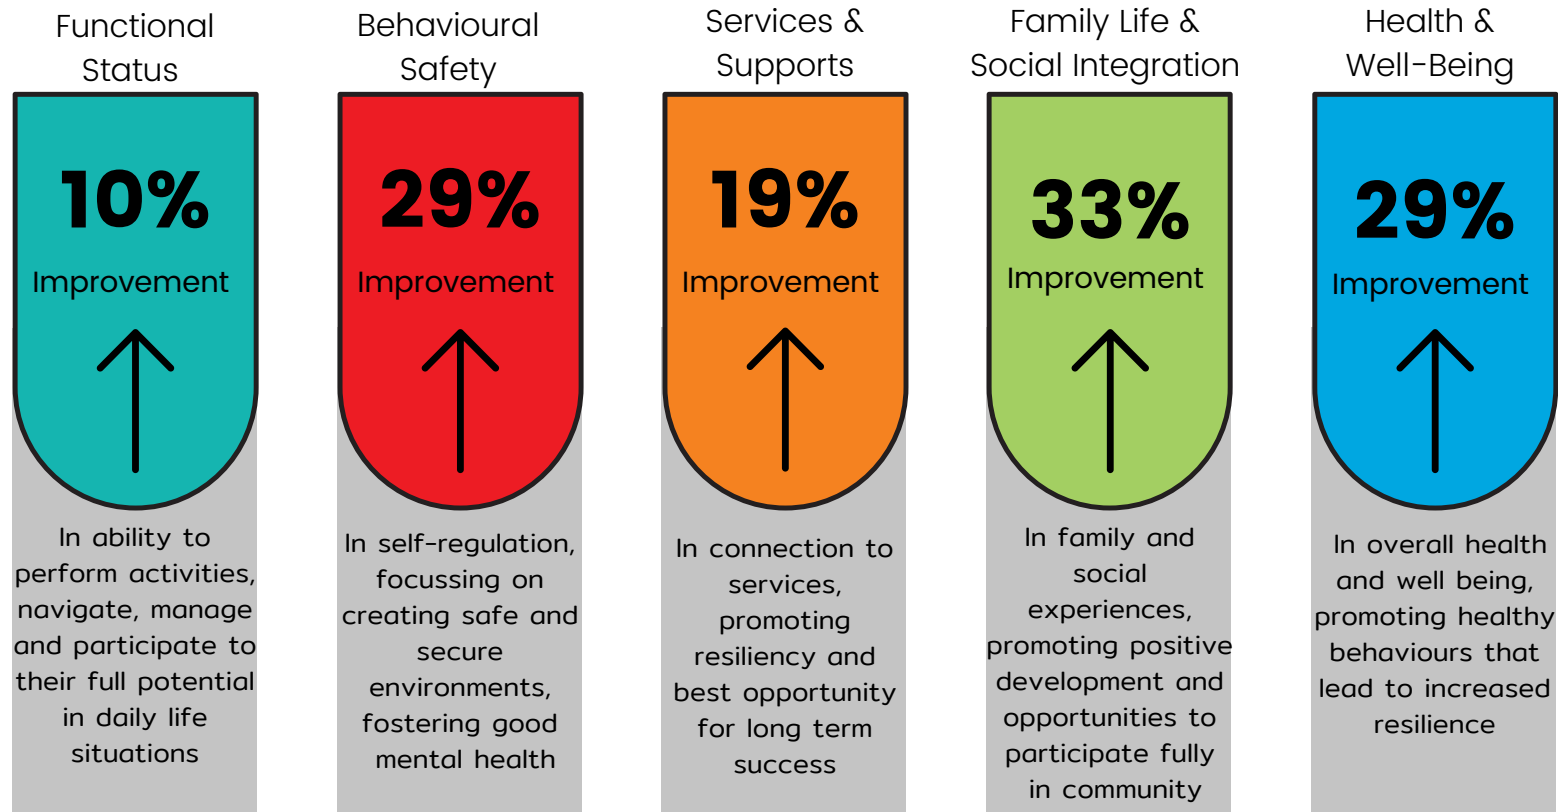 Functional
Status
10%
Improvement
In ability to
perform activities,
navigate, manage
and participate to
their full potential
in daily life
situations
Behavioural
Safety
29%
Improvement
In self-regulation,
focussing on
creating safe and
secure
environments,
fostering good
mental health
Services &
Supports
19%
Improvement
In connection to
services,
promoting
resiliency and
best opportunity
for long term
success
Family Life &
Social Integration
33%
Improvement
In family and
social
experiences,
promoting positive
development and
opportunities to
participate fully
in community
Health &
Well-Being
29%
Improvement
In overall health
and well being,
promoting healthy
behaviours that
lead to increased
resilience